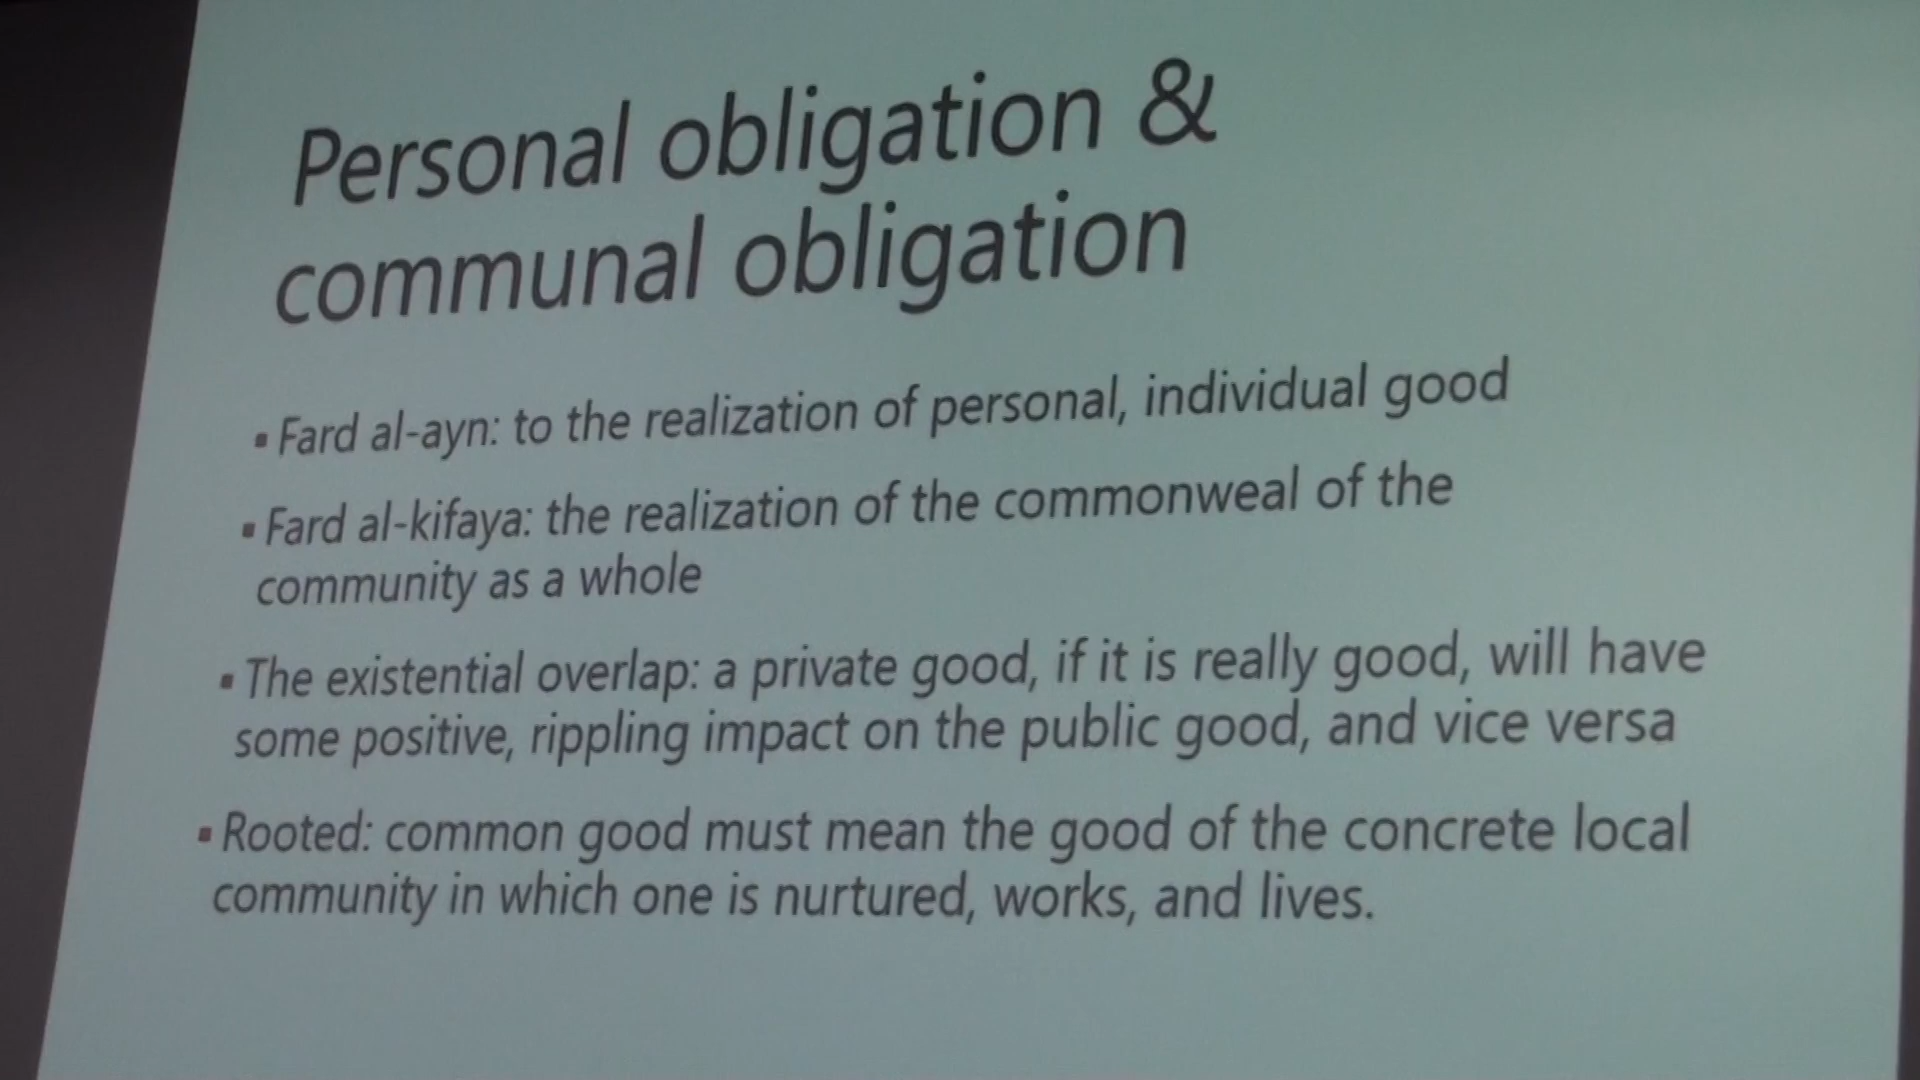 Personal obligation &
communal obligation
▪ Fard al-ayn: to the realization of personal, individual good
▪ Fard al-kifaya: the realization of the commonweal of the
community as a whole
▪ The existential overlap: a private good, if it is really good, will have
some positive, rippling impact on the public good, and vice versa
▪ Rooted: common good must mean the good of the concrete local
community in which one is nurtured, works, and lives.